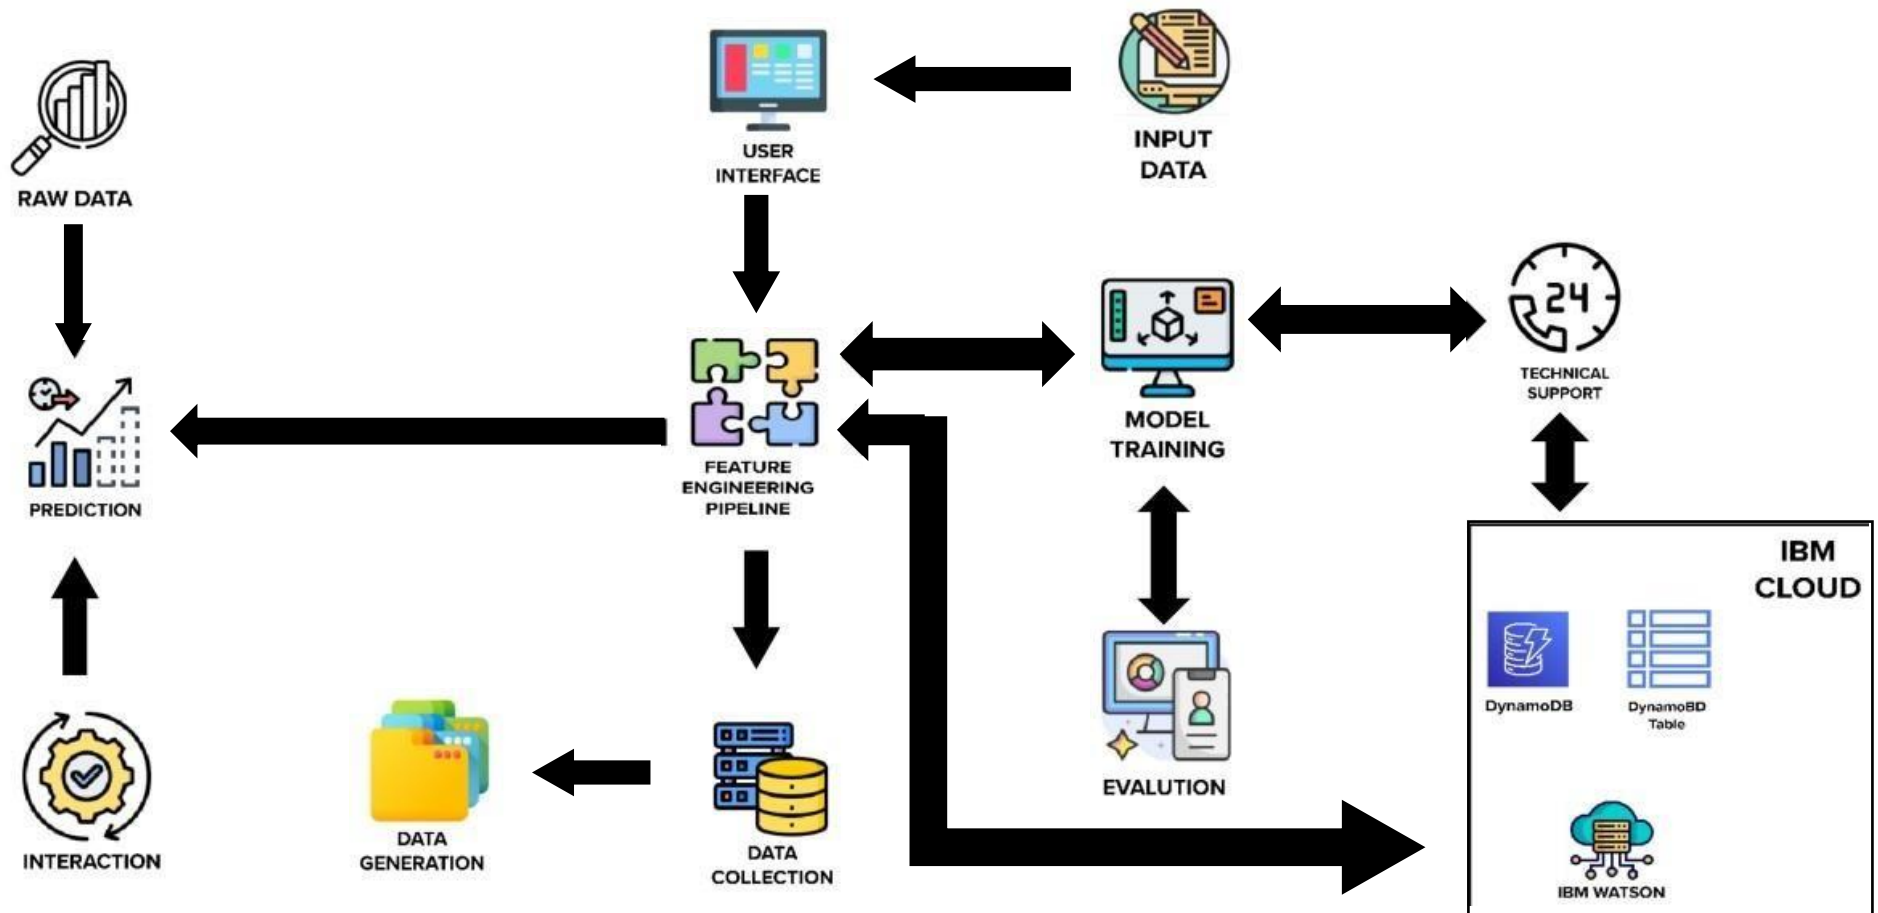 INPUT
DATA
USER
INTERFACE
RAW DATA
24
TECHNICAL
SUPPORT
MODEL
TRAINING
FEATURE
ENGINEERING
PIPELINE
PREDICTION
IBM
CLOUD
DynamoDB
DynamoBD
Table
EVALUTION
DATA
GENERATION
DATA
COLLECTION
INTERACTION
IBM WATSON